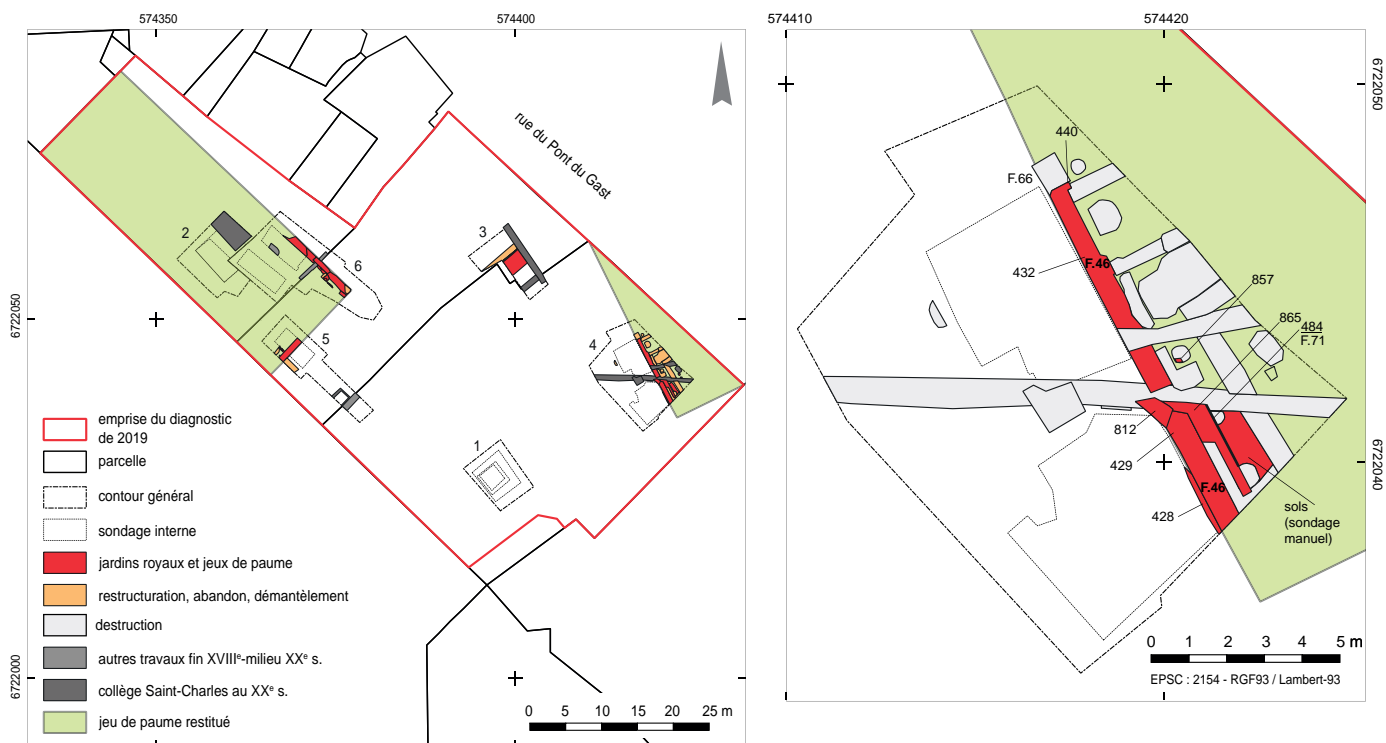 574350
574400
6722050
6722000
rue du Pont du Gast
2
6
3
5
4
1
emprise du diagnostic
de 2019
parcelle
contour général
sondage interne
jardins royaux et jeux de paume
restructuration, abandon, démantèlement
destruction
autres travaux fin XVIIIe-milieu XXe s.
collège Saint-Charles au XXe s.
jeu de paume restitué
0 5 10 15 20 25 m
574410
574420
6722050
6722040
440
F.66
F.46
432
857
865
484
F.71
812
429
F.46
428
sols
(sondage
manuel)
0 1 2 3 4 5 m
EPSC : 2154 - RGF93 / Lambert-93